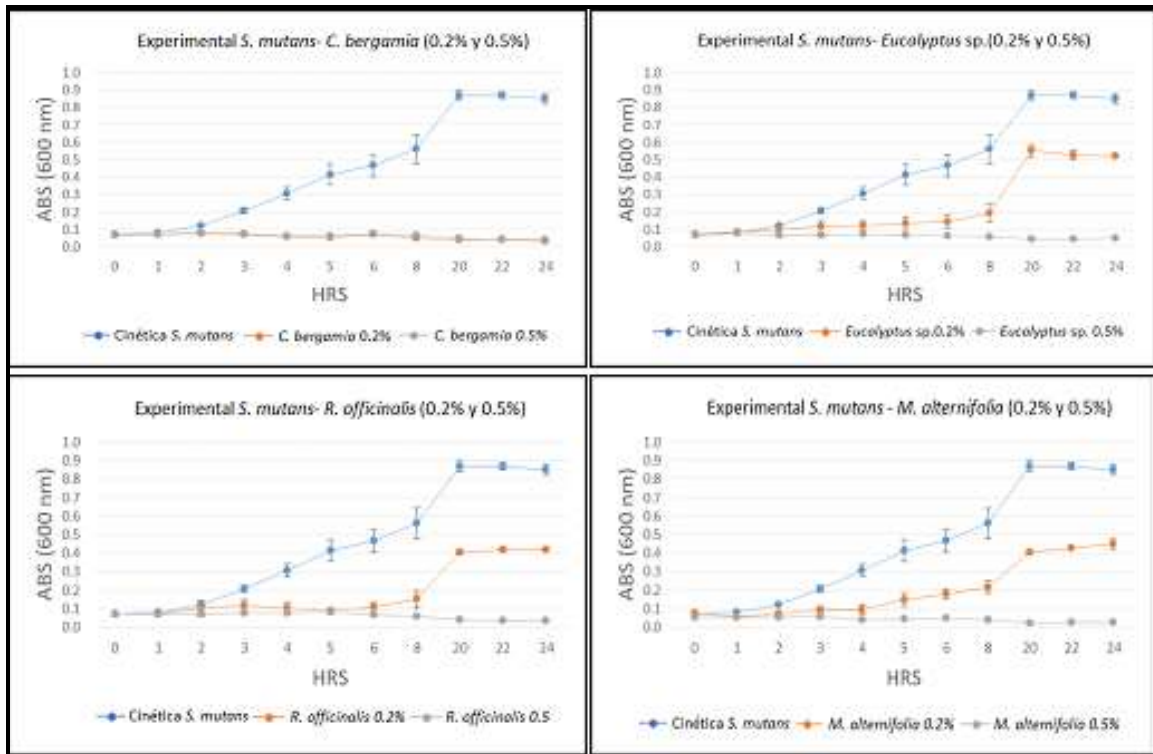 Experimental S. mutans- C. bergamia (0.2% y 0.5%)
1.0
0.9
0.8
0.7
0.6
0.5
0.4
0.3
0.2
0.1
0.0
ABS (600 nm)
0 1 2 3 4 5 6 8 20 22 24
HRS
Cinética S. mutans C. bergamia 0.2% C. bergamia 0.5%
Experimental S. mutans- Eucalyptus sp.(0.2% y 0.5%)
1.0
0.9
0.8
0.7
0.6
0.5
0.4
0.3
0.2
0.1
0.0
ABS (600 nm)
0 1 2 3 4 5 6 8 20 22 24
HRS
Cinética S. mutans Eucalyptus sp.0.2% Eucalyptus sp. 0.5%
Experimental S. mutans- R. officinalis (0.2% y 0.5%)
1.0
0.9
0.8
0.7
0.6
0.5
0.4
0.3
0.2
0.1
0.0
ABS (600 nm)
0 1 2 3 4 5 6 8 20 22 24
HRS
Cinética S. mutans R. officinalis 0.2% R. officinalis 0.5
Experimental S. mutans - M. alternifolia (0.2% y 0.5%)
1.0
0.9
0.8
0.7
0.6
0.5
0.4
0.3
0.2
0.1
0.0
ABS (600 nm)
0 1 2 3 4 5 6 8 20 22 24
HRS
Cinética S. mutans M. alternifolia 0.2% M. alternifolia 0.5%